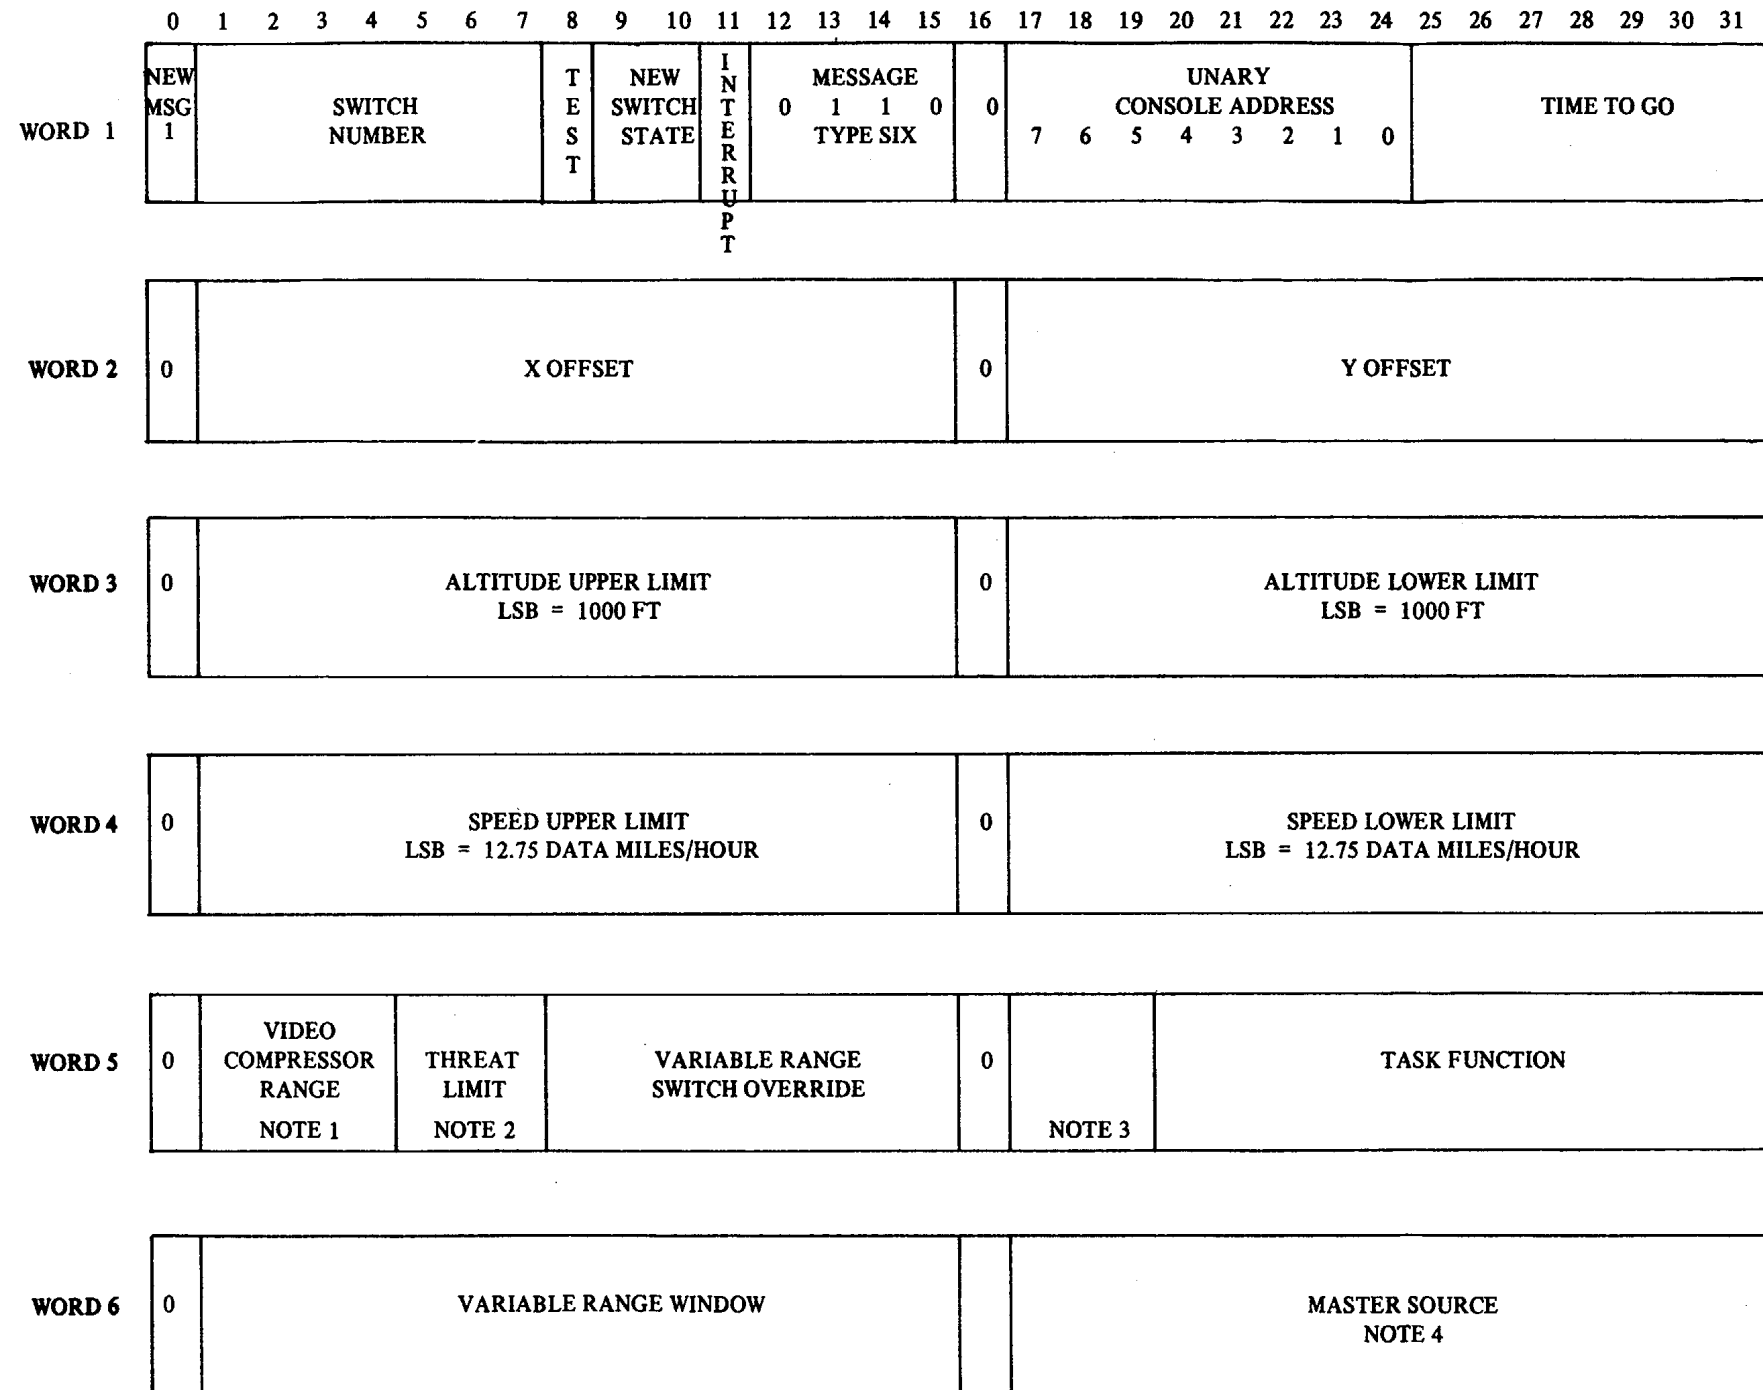 0 1 2 3 4 5 6 7 8 9 10 11 12 13 14 15 16 17 18 19 20 21 22 23 24 25 26 27 28 29 30 31
WORD 1
NEW
MSG
1
SWITCH
NUMBER
T
E
S
T
NEW
SWITCH
STATE
I
N
T
E
R
R
U
P
T
MESSAGE
0 1 1 0
TYPE SIX
0
UNARY
CONSOLE ADDRESS
7 6 5 4 3 2 1 0
TIME TO GO
WORD 2
0
X OFFSET
0
Y OFFSET
WORD 3
0
ALTITUDE UPPER LIMIT
LSB = 1000 FT
0
ALTITUDE LOWER LIMIT
LSB = 1000 FT
WORD 4
0
SPEED UPPER LIMIT
LSB = 12.75 DATA MILES/HOUR
0
SPEED LOWER LIMIT
LSB = 12.75 DATA MILES/HOUR
WORD 5
0
VIDEO
COMPRESSOR
RANGE
NOTE 1
THREAT
LIMIT
NOTE 2
VARIABLE RANGE
SWITCH OVERRIDE
0
NOTE 3
TASK FUNCTION
WORD 6
0
VARIABLE RANGE WINDOW
MASTER SOURCE
NOTE 4